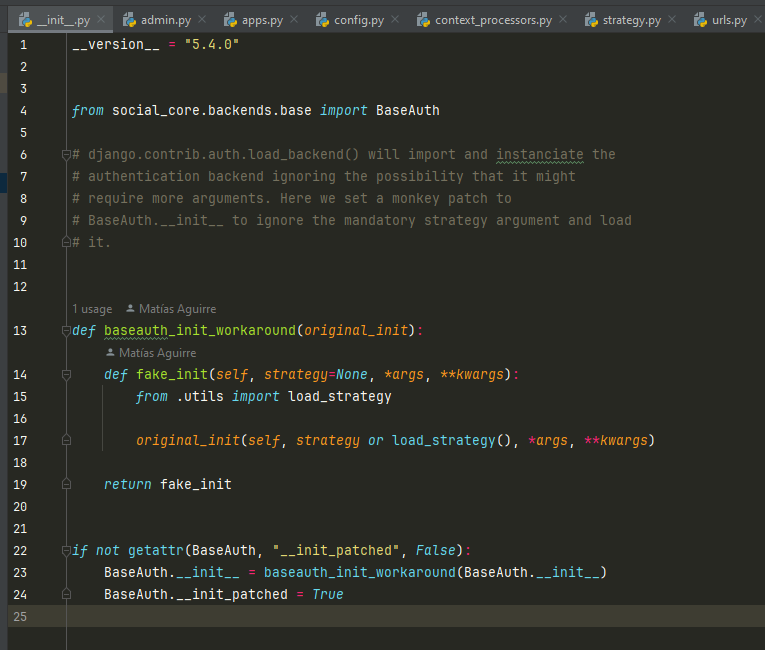 __init__.py × admin.py × apps.py × config.py × context_processors.py × strategy.py × urls.py ×
1 __version__ = "5.4.0"
2
3
4 from social_core.backends.base import BaseAuth
5
6 # django.contrib.auth.load_backend() will import and instanciate the
7 # authentication backend ignoring the possibility that it might
8 # require more arguments. Here we set a monkey patch to
9 # BaseAuth.__init__ to ignore the mandatory strategy argument and load
10 # it.
11
12
1 usage Matías Aguirre
13 def baseauth_init_workaround(original_init):
Matías Aguirre
14 def fake_init(self, strategy=None, *args, **kwargs):
15 from .utils import load_strategy
16
17 original_init(self, strategy or load_strategy(), *args, **kwargs)
18
19 return fake_init
20
21
22 if not getattr(BaseAuth, "__init_patched", False):
23 BaseAuth.__init__ = baseauth_init_workaround(BaseAuth.__init__)
24 BaseAuth.__init_patched = True
25